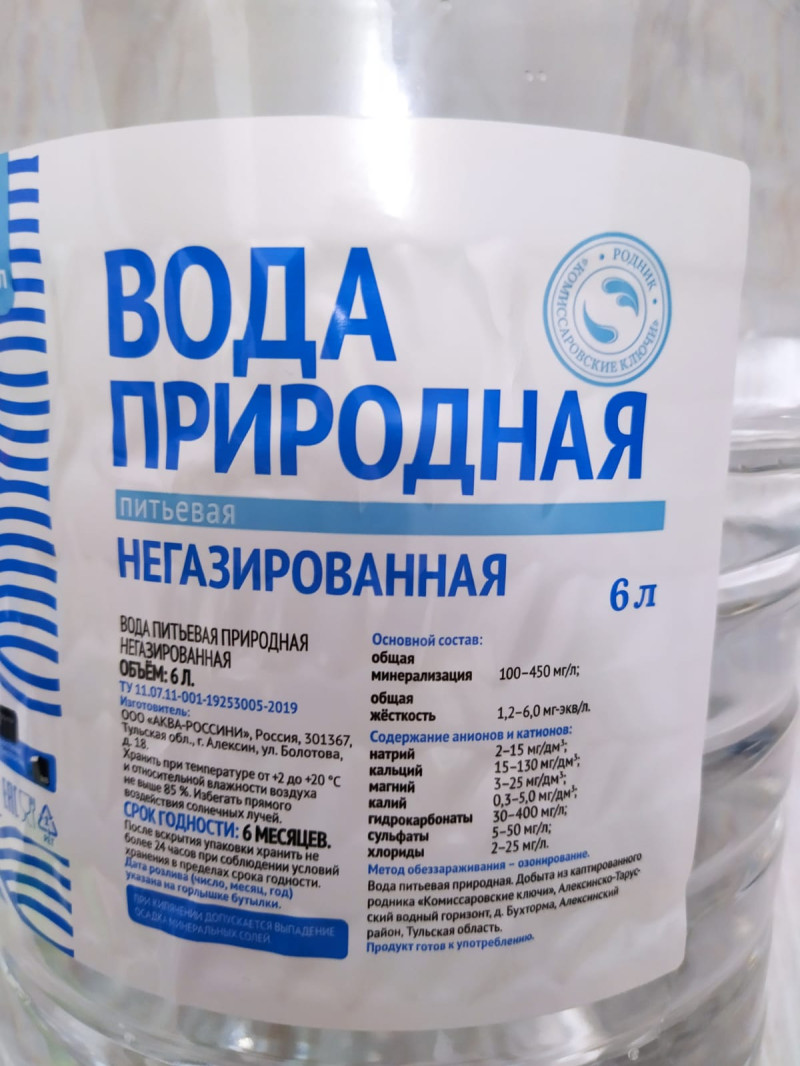 РОДНИК • «КОМИССАРОВСКИЕ КЛЮЧИ» •
ВОДА
ПРИРОДНАЯ
питьевая
НЕГАЗИРОВАННАЯ
6 л
ВОДА ПИТЬЕВАЯ ПРИРОДНАЯ
НЕГАЗИРОВАННАЯ
ОБЪЁМ: 6 Л.
ТУ 11.07.11-001-19253005-2019
Изготовитель:
ООО «АКВА-РОССИНИ», Россия, 301367,
Тульская обл., г. Алексин, ул. Болотова,
д. 18.
Хранить при температуре от +2 до +20 °С
и относительной влажности воздуха
не выше 85 %. Избегать прямого
воздействия солнечных лучей.
СРОК ГОДНОСТИ: 6 МЕСЯЦЕВ.
После вскрытия упаковки хранить не
более 24 часов при соблюдении условий
хранения в пределах срока годности.
Дата розлива (число, месяц, год)
указана на горлышке бутылки.
ПРИ КИПЯЧЕНИИ ДОПУСКАЕТСЯ ВЫПАДЕНИЕ
ОСАДКА МИНЕРАЛЬНЫХ СОЛЕЙ
Основной состав:
общая
минерализация 100–450 мг/л;
общая
жёсткость 1,2–6,0 мг-экв/л.
Содержание анионов и катионов:
натрий 2–15 мг/дм³;
кальций 15–130 мг/дм³;
магний 3–25 мг/дм³;
калий 0,3–5,0 мг/дм³;
гидрокарбонаты 30–400 мг/л;
сульфаты 5–50 мг/л;
хлориды 2–25 мг/л.
Метод обеззараживания – озонирование.
Вода питьевая природная. Добыта из каптированного
родника «Комиссаровские ключи», Алексинско-Тарус-
ский водный горизонт, д. Бухторма, Алексинский
район, Тульская область.
Продукт готов к употреблению.
EAC
PET